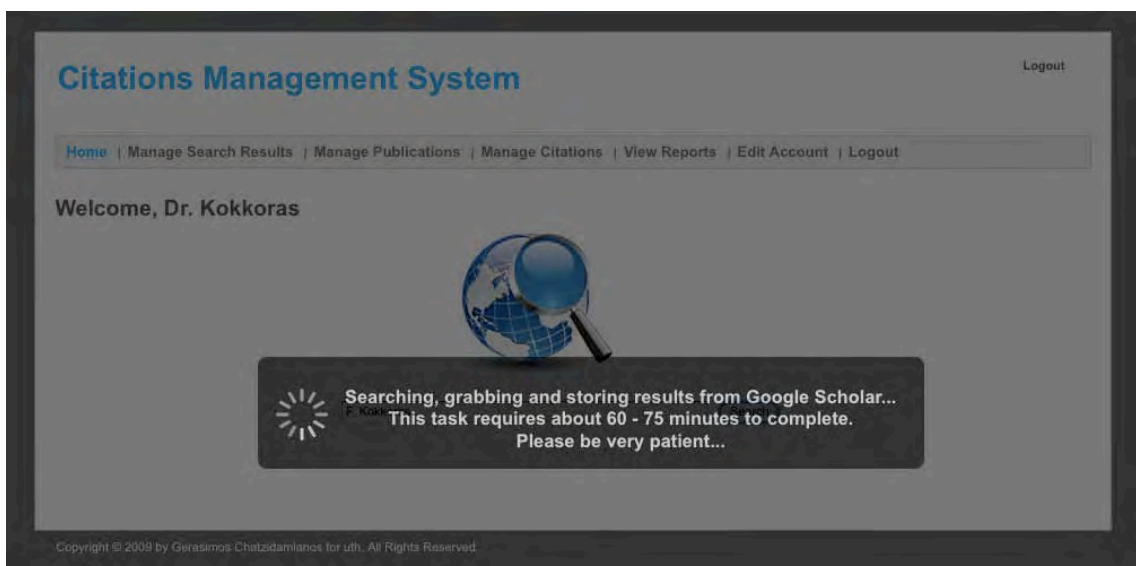 Citations Management System
Logout
Home | Manage Search Results | Manage Publications | Manage Citations | View Reports | Edit Account | Logout
Welcome, Dr. Kokkoras
Searching, grabbing and storing results from Google Scholar...
This task requires about 60 - 75 minutes to complete.
Please be very patient...
F. Kokkoras
Search
Copyright © 2009 by Gerasimos Chatzidamianos for uth. All Rights Reserved